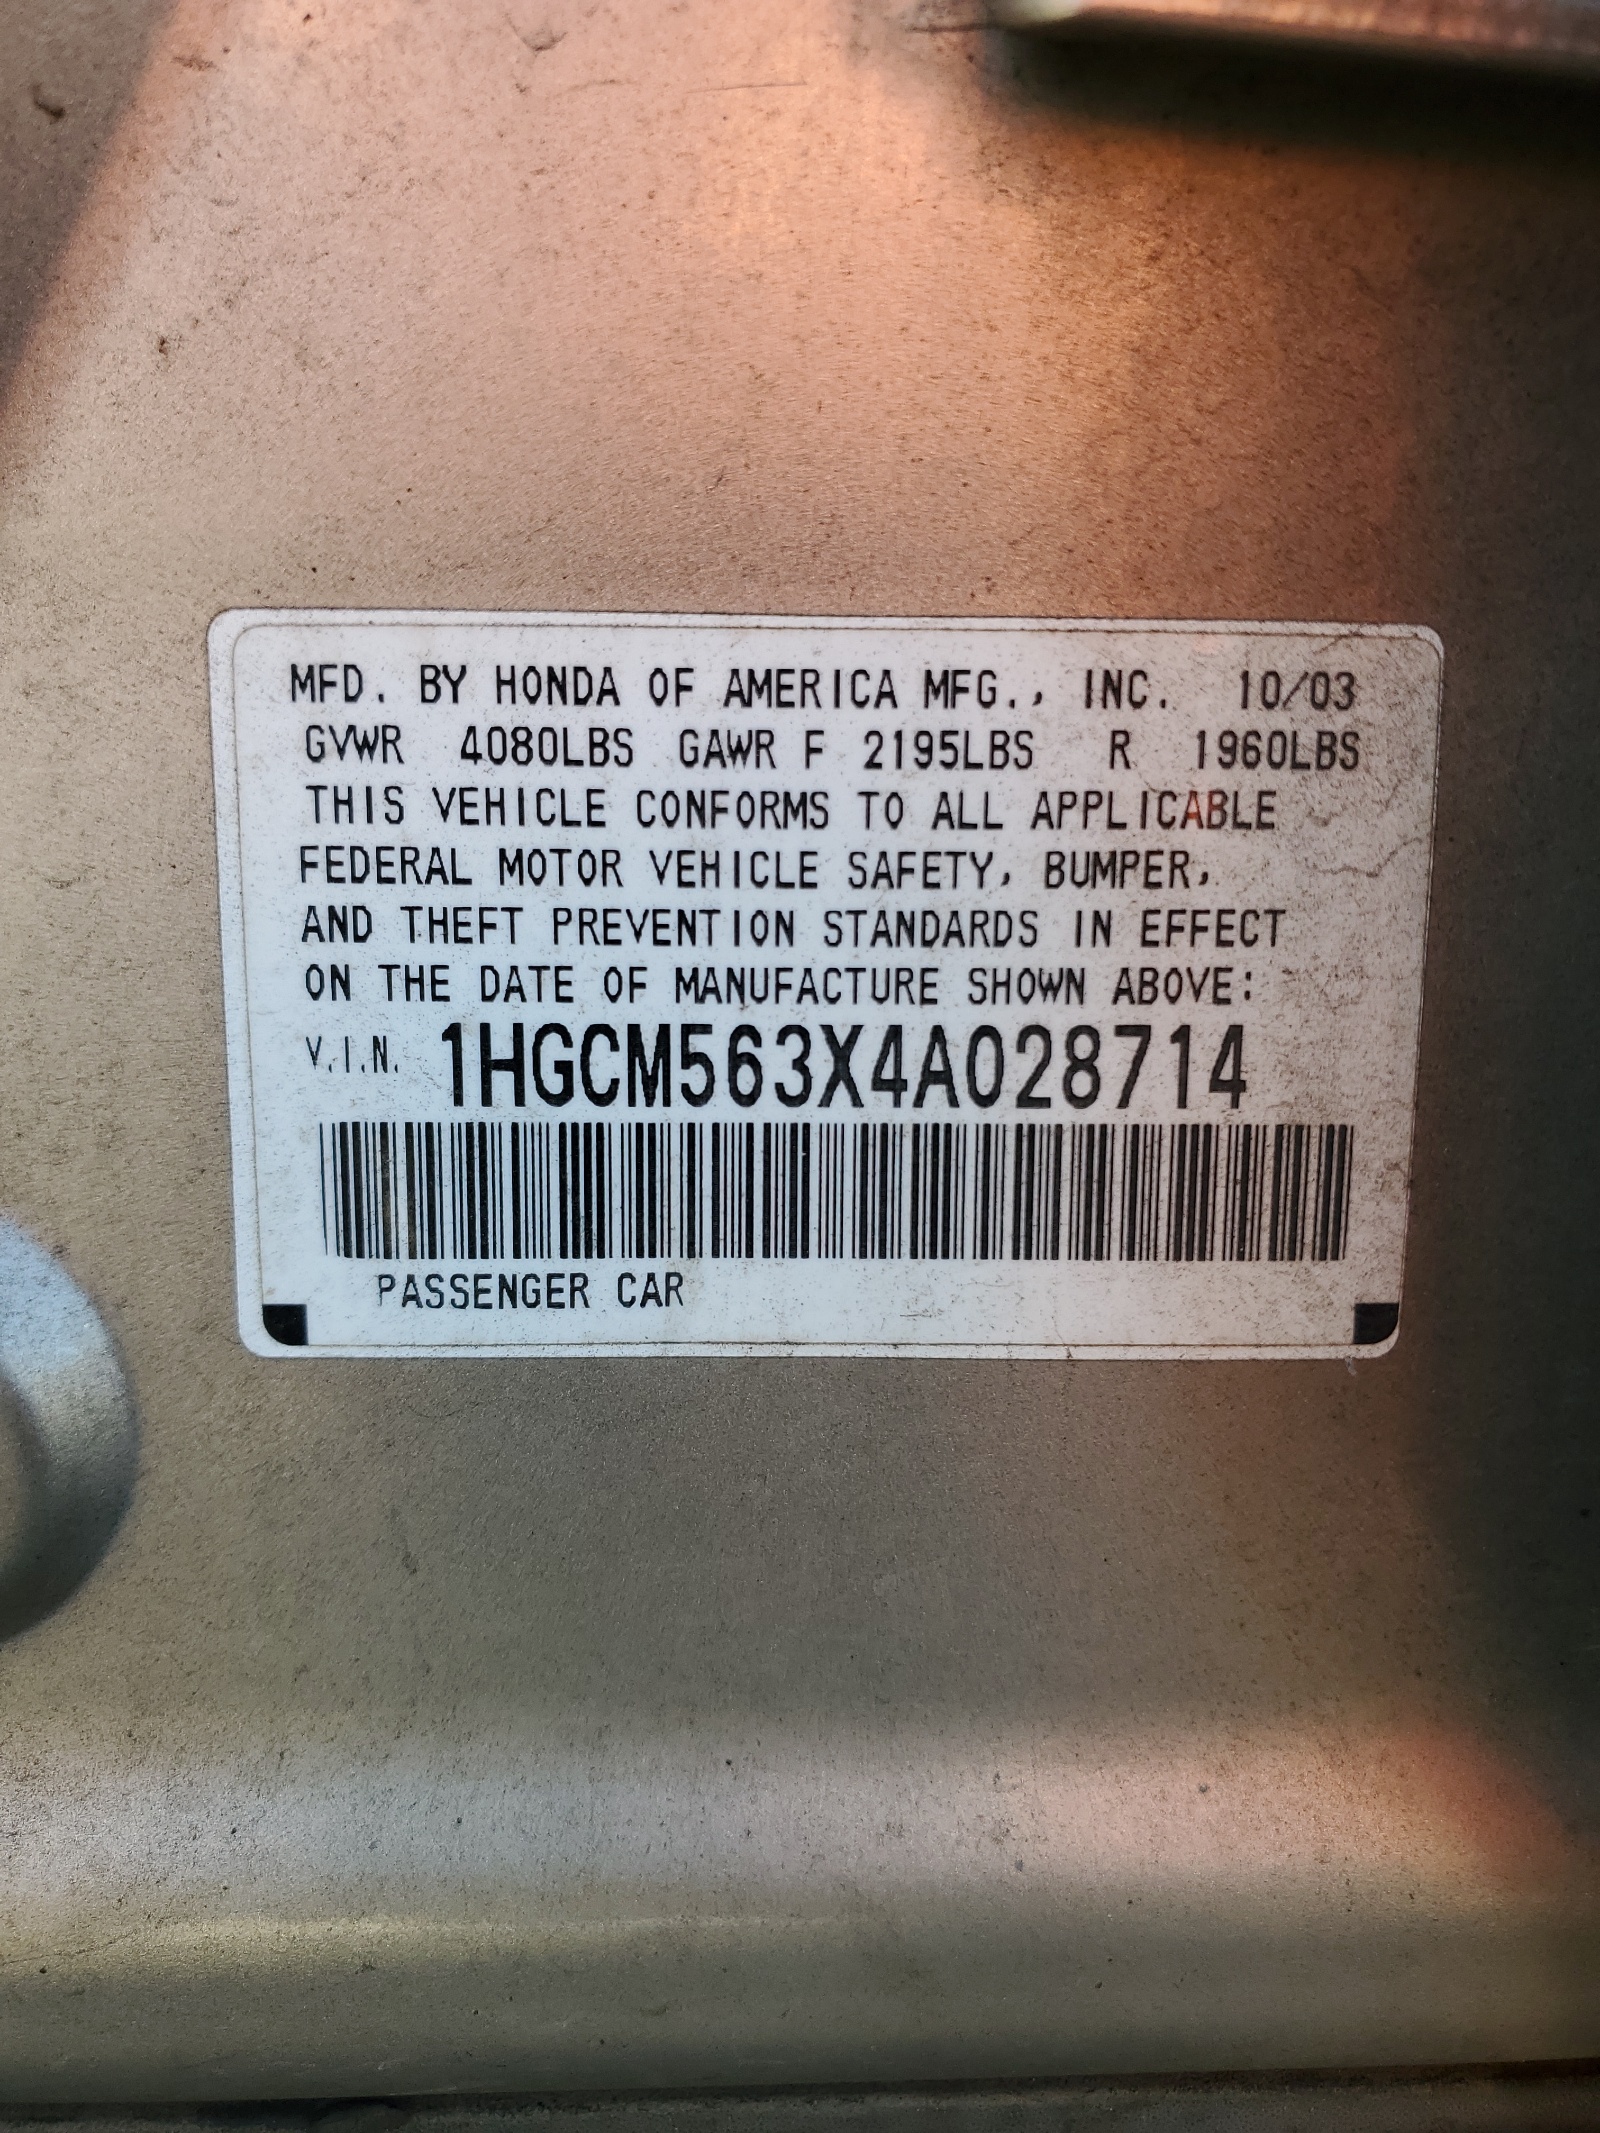 MFD. BY HONDA OF AMERICA MFG., INC. 10/03
GVWR 4080LBS GAWR F 2195LBS R 1960LBS
THIS VEHICLE CONFORMS TO ALL APPLICABLE
FEDERAL MOTOR VEHICLE SAFETY, BUMPER,
AND THEFT PREVENTION STANDARDS IN EFFECT
ON THE DATE OF MANUFACTURE SHOWN ABOVE:
V.I.N. 1HGCM563X4A028714
PASSENGER CAR